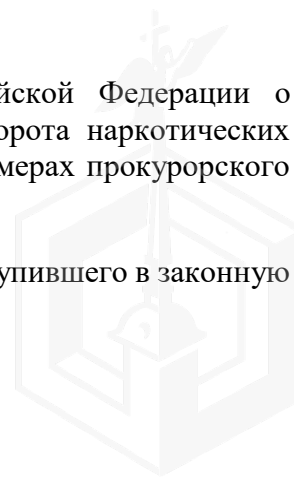 йской Федерации о
орота наркотических
мерах прокурорского
упившего в законную